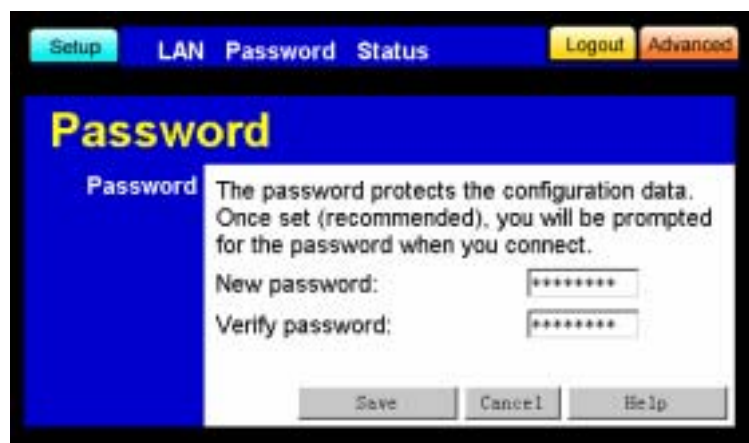 Setup LAN Password Status Logout Advanced
Password
Password
The password protects the configuration data.
Once set (recommended), you will be prompted
for the password when you connect.
New password: ********
Verify password: ********
Save Cancel Help